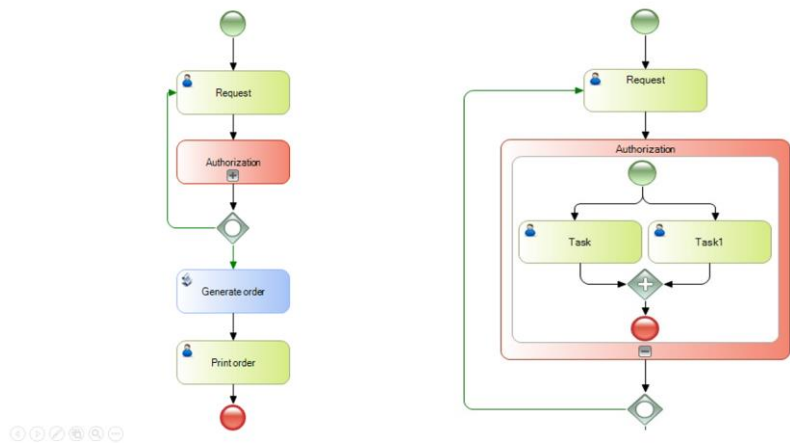 Request
Authorization
Generate order
Print order
Request
Authorization
Task
Task1